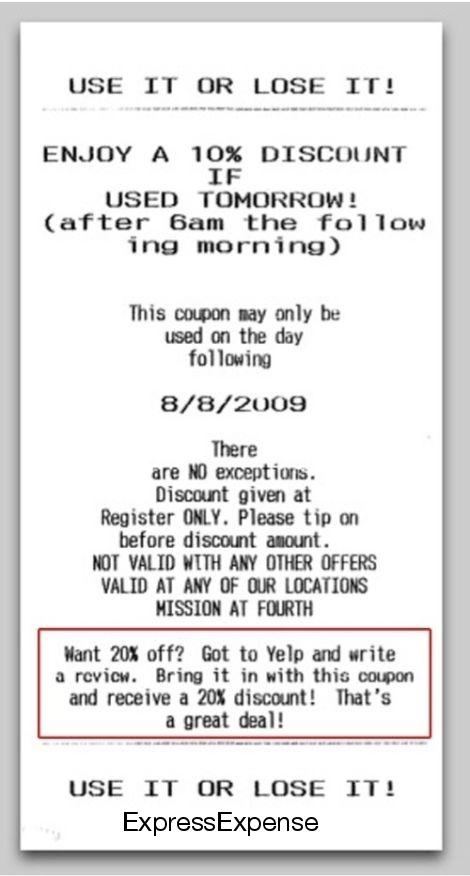 USE IT OR LOSE IT!
ENJOY A 10% DISCOUNT
IF
USED TOMORROW!
(after 6am the follow
ing morning)
This coupon may only be
used on the day
following
8/8/2009
There
are NO exceptions.
Discount given at
Register ONLY. Please tip on
before discount amount.
NOT VALID WITH ANY OTHER OFFERS
VALID AT ANY OF OUR LOCATIONS
MISSION AT FOURTH
Want 20% off? Got to Yelp and write
a review. Bring it in with this coupon
and receive a 20% discount! That's
a great deal!
USE IT OR LOSE IT!
ExpressExpense